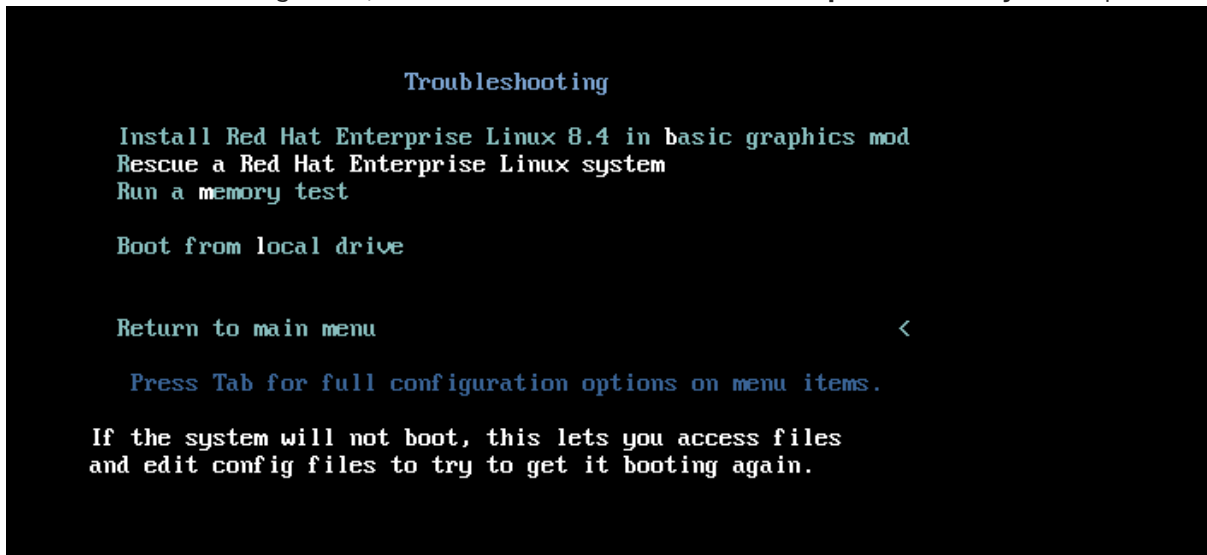 Troubleshooting
Install Red Hat Enterprise Linux 8.4 in basic graphics mod
Rescue a Red Hat Enterprise Linux system
Run a memory test
Boot from local drive
Return to main menu <
Press Tab for full configuration options on menu items.
If the system will not boot, this lets you access files
and edit config files to try to get it booting again.